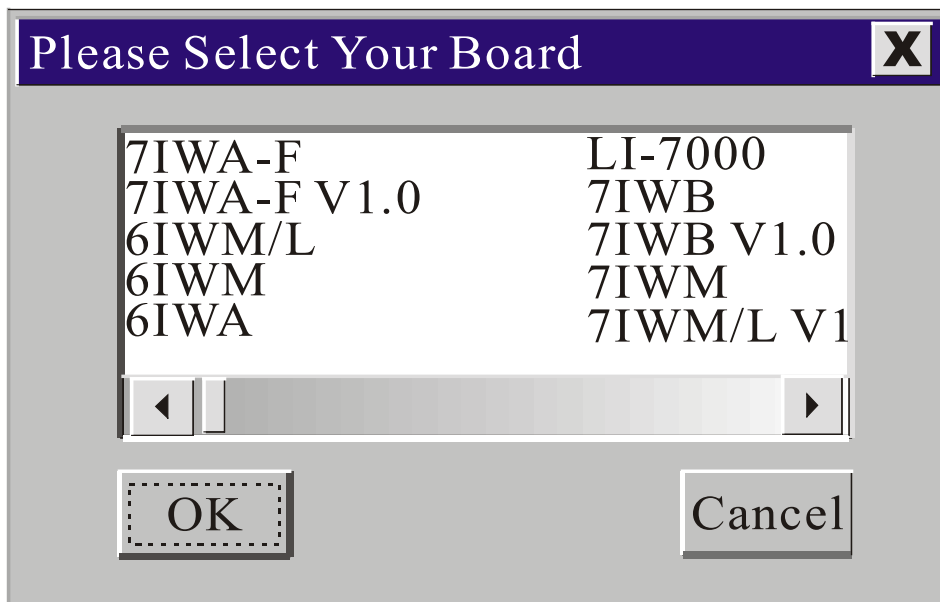 Please Select Your Board
X
7IWA-F
7IWA-F V1.0
6IWM/L
6IWM
6IWA
LI-7000
7IWB
7IWB V1.0
7IWM
7IWM/L V1
OK
Cancel